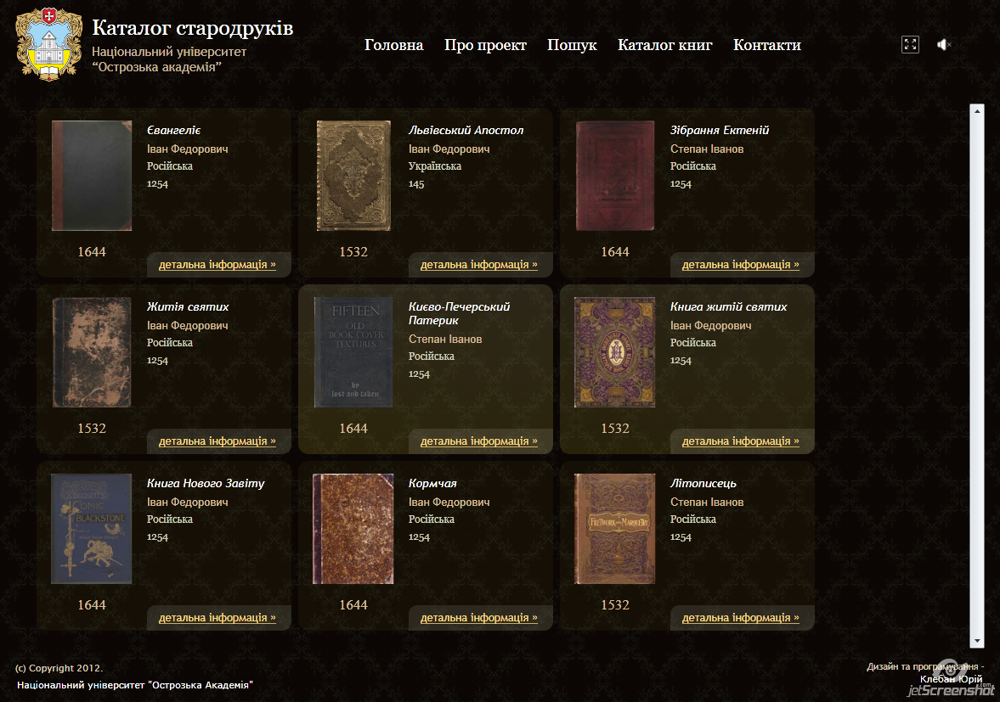 Каталог стародруків
Національний університет
“Острозька академія”
Головна Про проект Пошук Каталог книг Контакти
Євангеліє
Іван Федорович
Російська
1254
1644
детальна інформація »
Львівський Апостол
Іван Федорович
Українська
145
1532
детальна інформація »
Зібрання Ектеній
Степан Іванов
Російська
1254
1644
детальна інформація »
Житія святих
Іван Федорович
Російська
1254
1532
детальна інформація »
FIFTEEN
OLD
BOOK COVER
TEXTURES
by
lost and taken
Києво-Печерський
Патерик
Степан Іванов
Російська
1254
1644
детальна інформація »
Книга житій святих
Іван Федорович
Російська
1254
1532
детальна інформація »
COMIC
BLACKSTONE
Книга Нового Завіту
Іван Федорович
Російська
1254
1644
детальна інформація »
Кормчая
Іван Федорович
Російська
1254
1644
детальна інформація »
FRETWORK AND MARQUETRY
Літописець
Степан Іванов
Російська
1254
1532
детальна інформація »
(c) Copyright 2012.
Національний університет "Острозька Академія"
Дизайн та програмування -
Клебан Юрій
jetScreenshot.com